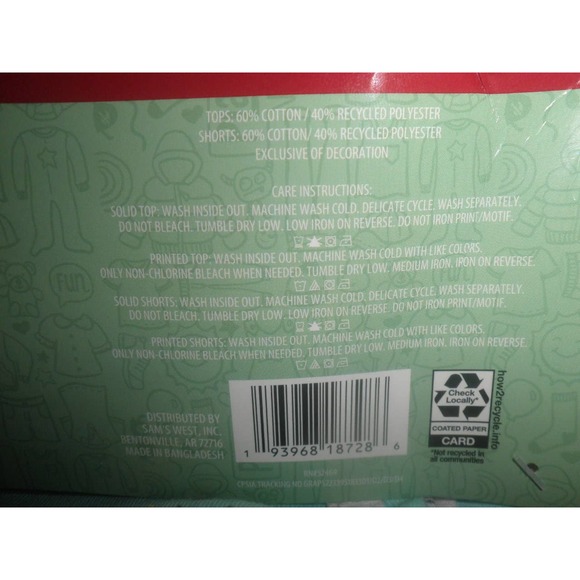 TOPS: 60% COTTON/ 40% RECYCLED POLYESTER
SHORTS: 60% COTTON/ 40% RECYCLED POLYESTER
EXCLUSIVE OF DECORATION
CARE INSTRUCTIONS:
SOLID TOP: WASH INSIDE OUT. MACHINE WASH COLD. DELICATE CYCLE. WASH SEPARATELY.
DO NOT BLEACH. TUMBLE DRY LOW. LOW IRON ON REVERSE. DO NOT IRON PRINT/MOTIF.
PRINTED TOP: WASH INSIDE OUT. MACHINE WASH COLD WITH LIKE COLORS.
ONLY NON-CHLORINE BLEACH WHEN NEEDED. TUMBLE DRY LOW. MEDIUM IRON, IRON ON REVERSE.
SOLID SHORTS: WASH INSIDE OUT. MACHINE WASH COLD. DELICATE CYCLE. WASH SEPARATELY.
DO NOT BLEACH. TUMBLE DRY LOW. LOW IRON ON REVERSE. DO NOT IRON PRINT/MOTIF.
PRINTED SHORTS: WASH INSIDE OUT. MACHINE WASH COLD WITH LIKE COLORS.
ONLY NON-CHLORINE BLEACH WHEN NEEDED. TUMBLE DRY LOW. MEDIUM IRON, IRON ON REVERSE.
FUN
DISTRIBUTED BY
SAM'S WEST, INC.
BENTONVILLE, AR 72716
MADE IN BANGLADESH
1 93968 18728 6
CPSIA/TRACKING NO
Check
Locally*
COATED PAPER
CARD
*Not recycled in
all communities
how2recycle.info